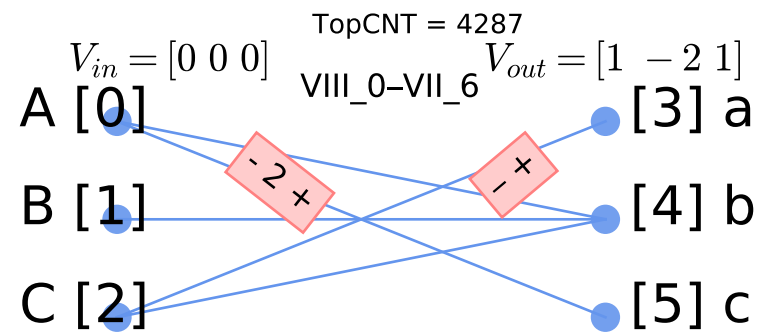 TopCNT = 4287
V_in = [0 0 0]
V_out = [1 -2 1]
VIII_0–VII_6
A [0]
[3] a
- 2 +
- +
B [1]
[4] b
C [2]
[5] c